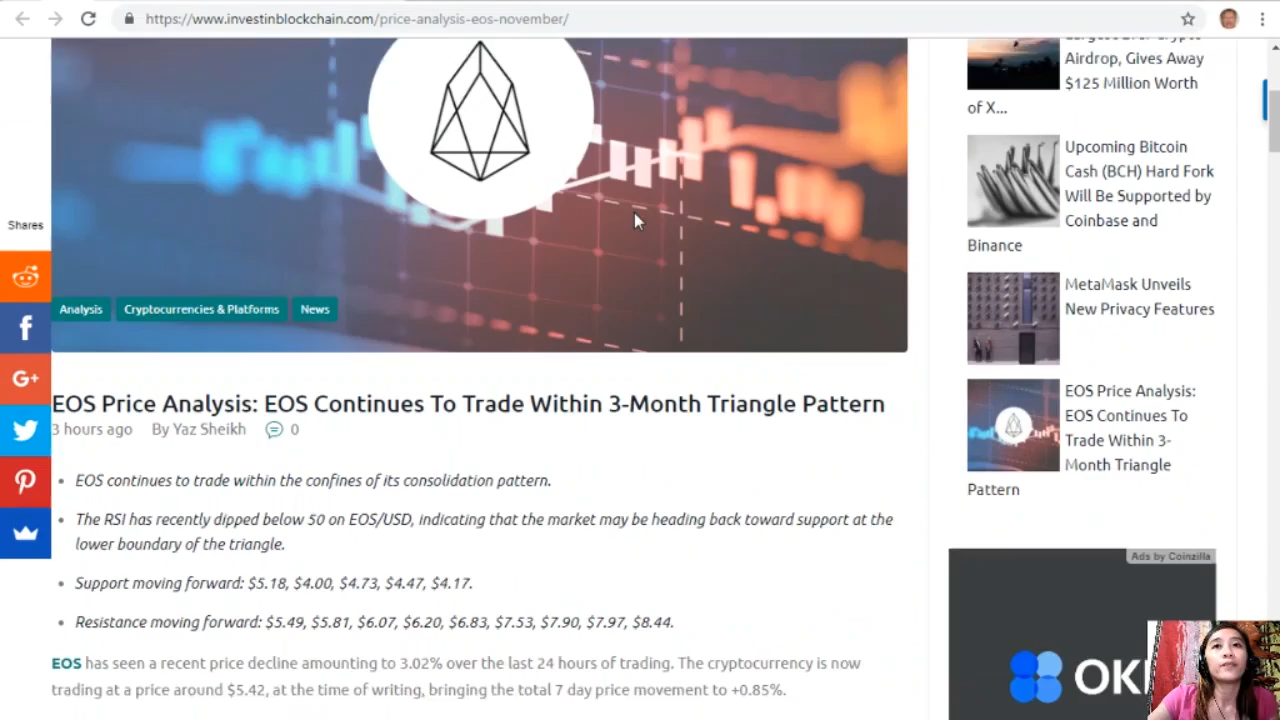 https://www.investinblockchain.com/price-analysis-eos-november/
Airdrop, Gives Away
$125 Million Worth
of X...
Upcoming Bitcoin
Cash (BCH) Hard Fork
Will Be Supported by
Coinbase and
Binance
MetaMask Unveils
New Privacy Features
EOS Price Analysis:
EOS Continues To
Trade Within 3-
Month Triangle
Pattern
Ads by Coinzilla
Shares
Analysis
Cryptocurrencies & Platforms
News
EOS Price Analysis: EOS Continues To Trade Within 3-Month Triangle Pattern
3 hours ago By Yaz Sheikh 0
EOS continues to trade within the confines of its consolidation pattern.
The RSI has recently dipped below 50 on EOS/USD, indicating that the market may be heading back toward support at the
lower boundary of the triangle.
Support moving forward: $5.18, $4.00, $4.73, $4.47, $4.17.
Resistance moving forward: $5.49, $5.81, $6.07, $6.20, $6.83, $7.53, $7.90, $7.97, $8.44.
EOS has seen a recent price decline amounting to 3.02% over the last 24 hours of trading. The cryptocurrency is now
trading at a price around $5.42, at the time of writing, bringing the total 7 day price movement to +0.85%.